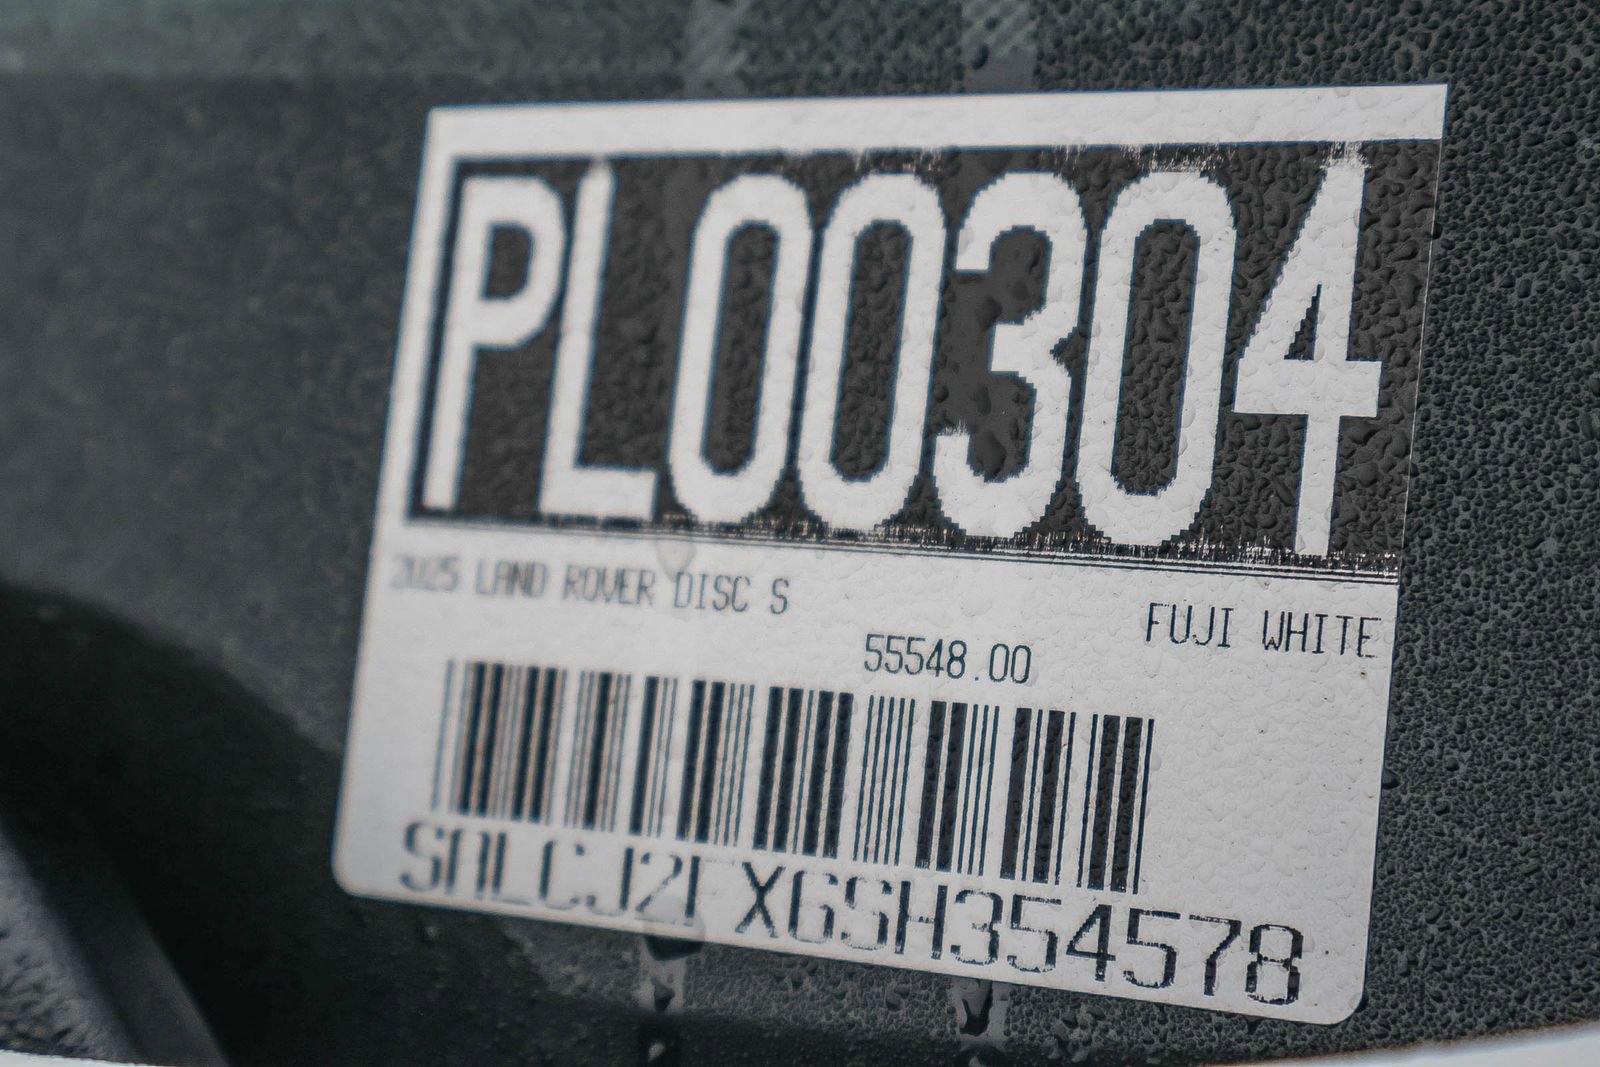 PL00304
2025 LAND ROVER DISC S
FUJI WHITE
55548.00
SALCJ2FX6SH354578